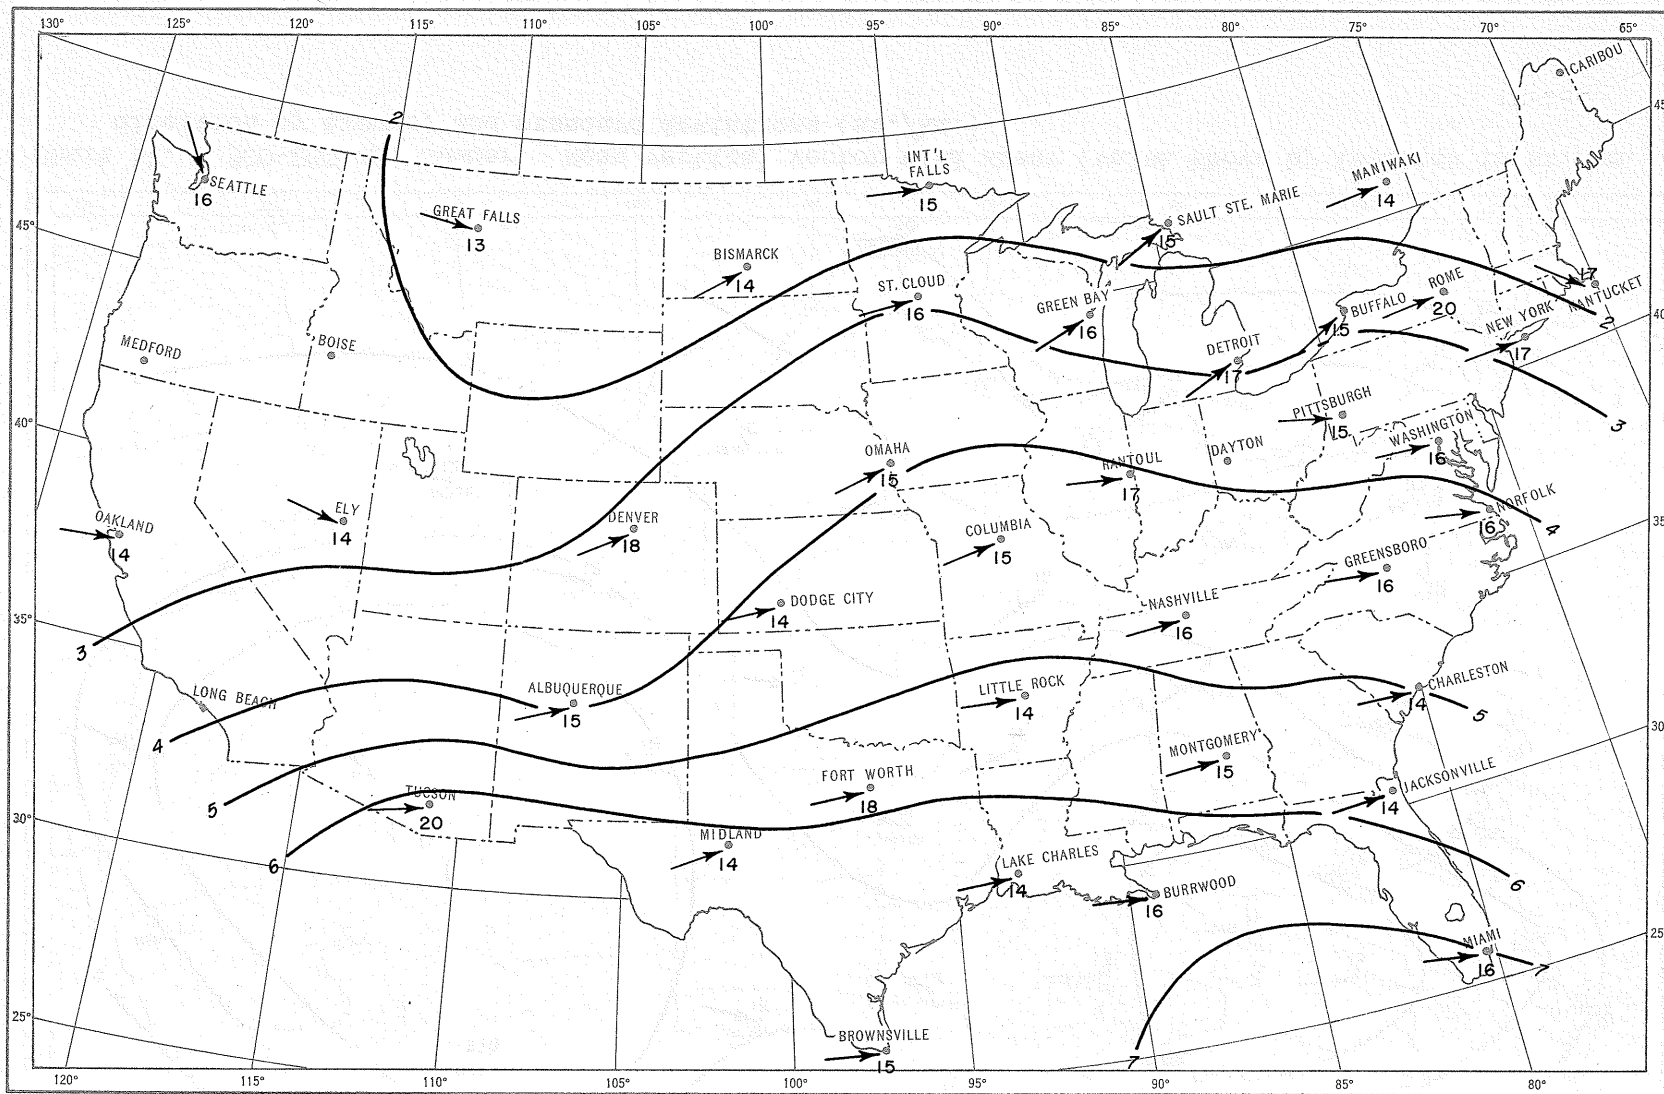 130° 125° 120° 115° 110° 105° 100° 95° 90° 85° 80° 75° 70° 65°
CARIBOU
45°
2
INT'L
FALLS
15
MANIWAKI
14
SEATTLE
16
GREAT FALLS
13
SAULT STE. MARIE
15
45°
BISMARCK
14
ST. CLOUD
16
GREEN BAY
16
BUFFALO
15
ROME
20
17
NANTUCKET
2
40°
NEW YORK
17
MEDFORD
BOISE
DETROIT
17
3
40°
PITTSBURGH
15
WASHINGTON
16
OMAHA
15
RANTOUL
17
DAYTON
NORFOLK
16
4
35°
OAKLAND
14
ELY
14
DENVER
18
COLUMBIA
15
GREENSBORO
16
DODGE CITY
14
NASHVILLE
16
35°
3
LONG BEACH
4
ALBUQUERQUE
15
LITTLE ROCK
14
CHARLESTON
14
5
30°
MONTGOMERY
15
5
TUCSON
20
FORT WORTH
18
JACKSONVILLE
14
30°
6
MIDLAND
14
LAKE CHARLES
14
BURRWOOD
16
6
25°
MIAMI
16
7
25°
BROWNSVILLE
15
7
120° 115° 110° 105° 100° 95° 90° 85° 80°